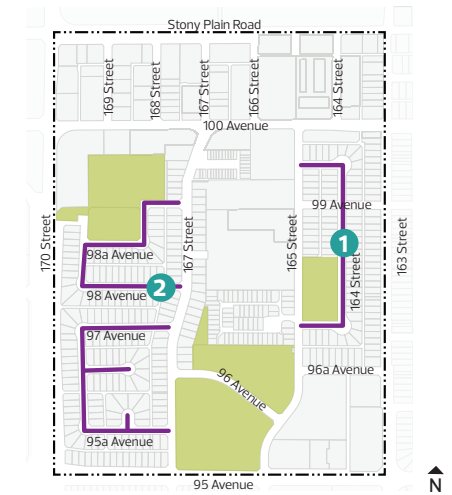 Stony Plain Road
169 Street
168 Street
167 Street
166 Street
164 Street
100 Avenue
99 Avenue
170 Street
167 Street
165 Street
1
164 Street
163 Street
98a Avenue
98 Avenue
2
97 Avenue
96 Avenue
96a Avenue
95a Avenue
95 Avenue
N